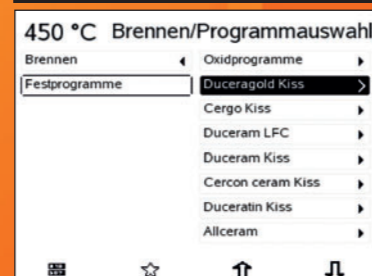 450 °C Brennen/Programmauswahl
Brennen
Festprogramme
Oxidprogramme
Duceragold Kiss
Cergo Kiss
Duceram LFC
Duceram Kiss
Cercon ceram Kiss
Duceratin Kiss
Allceram